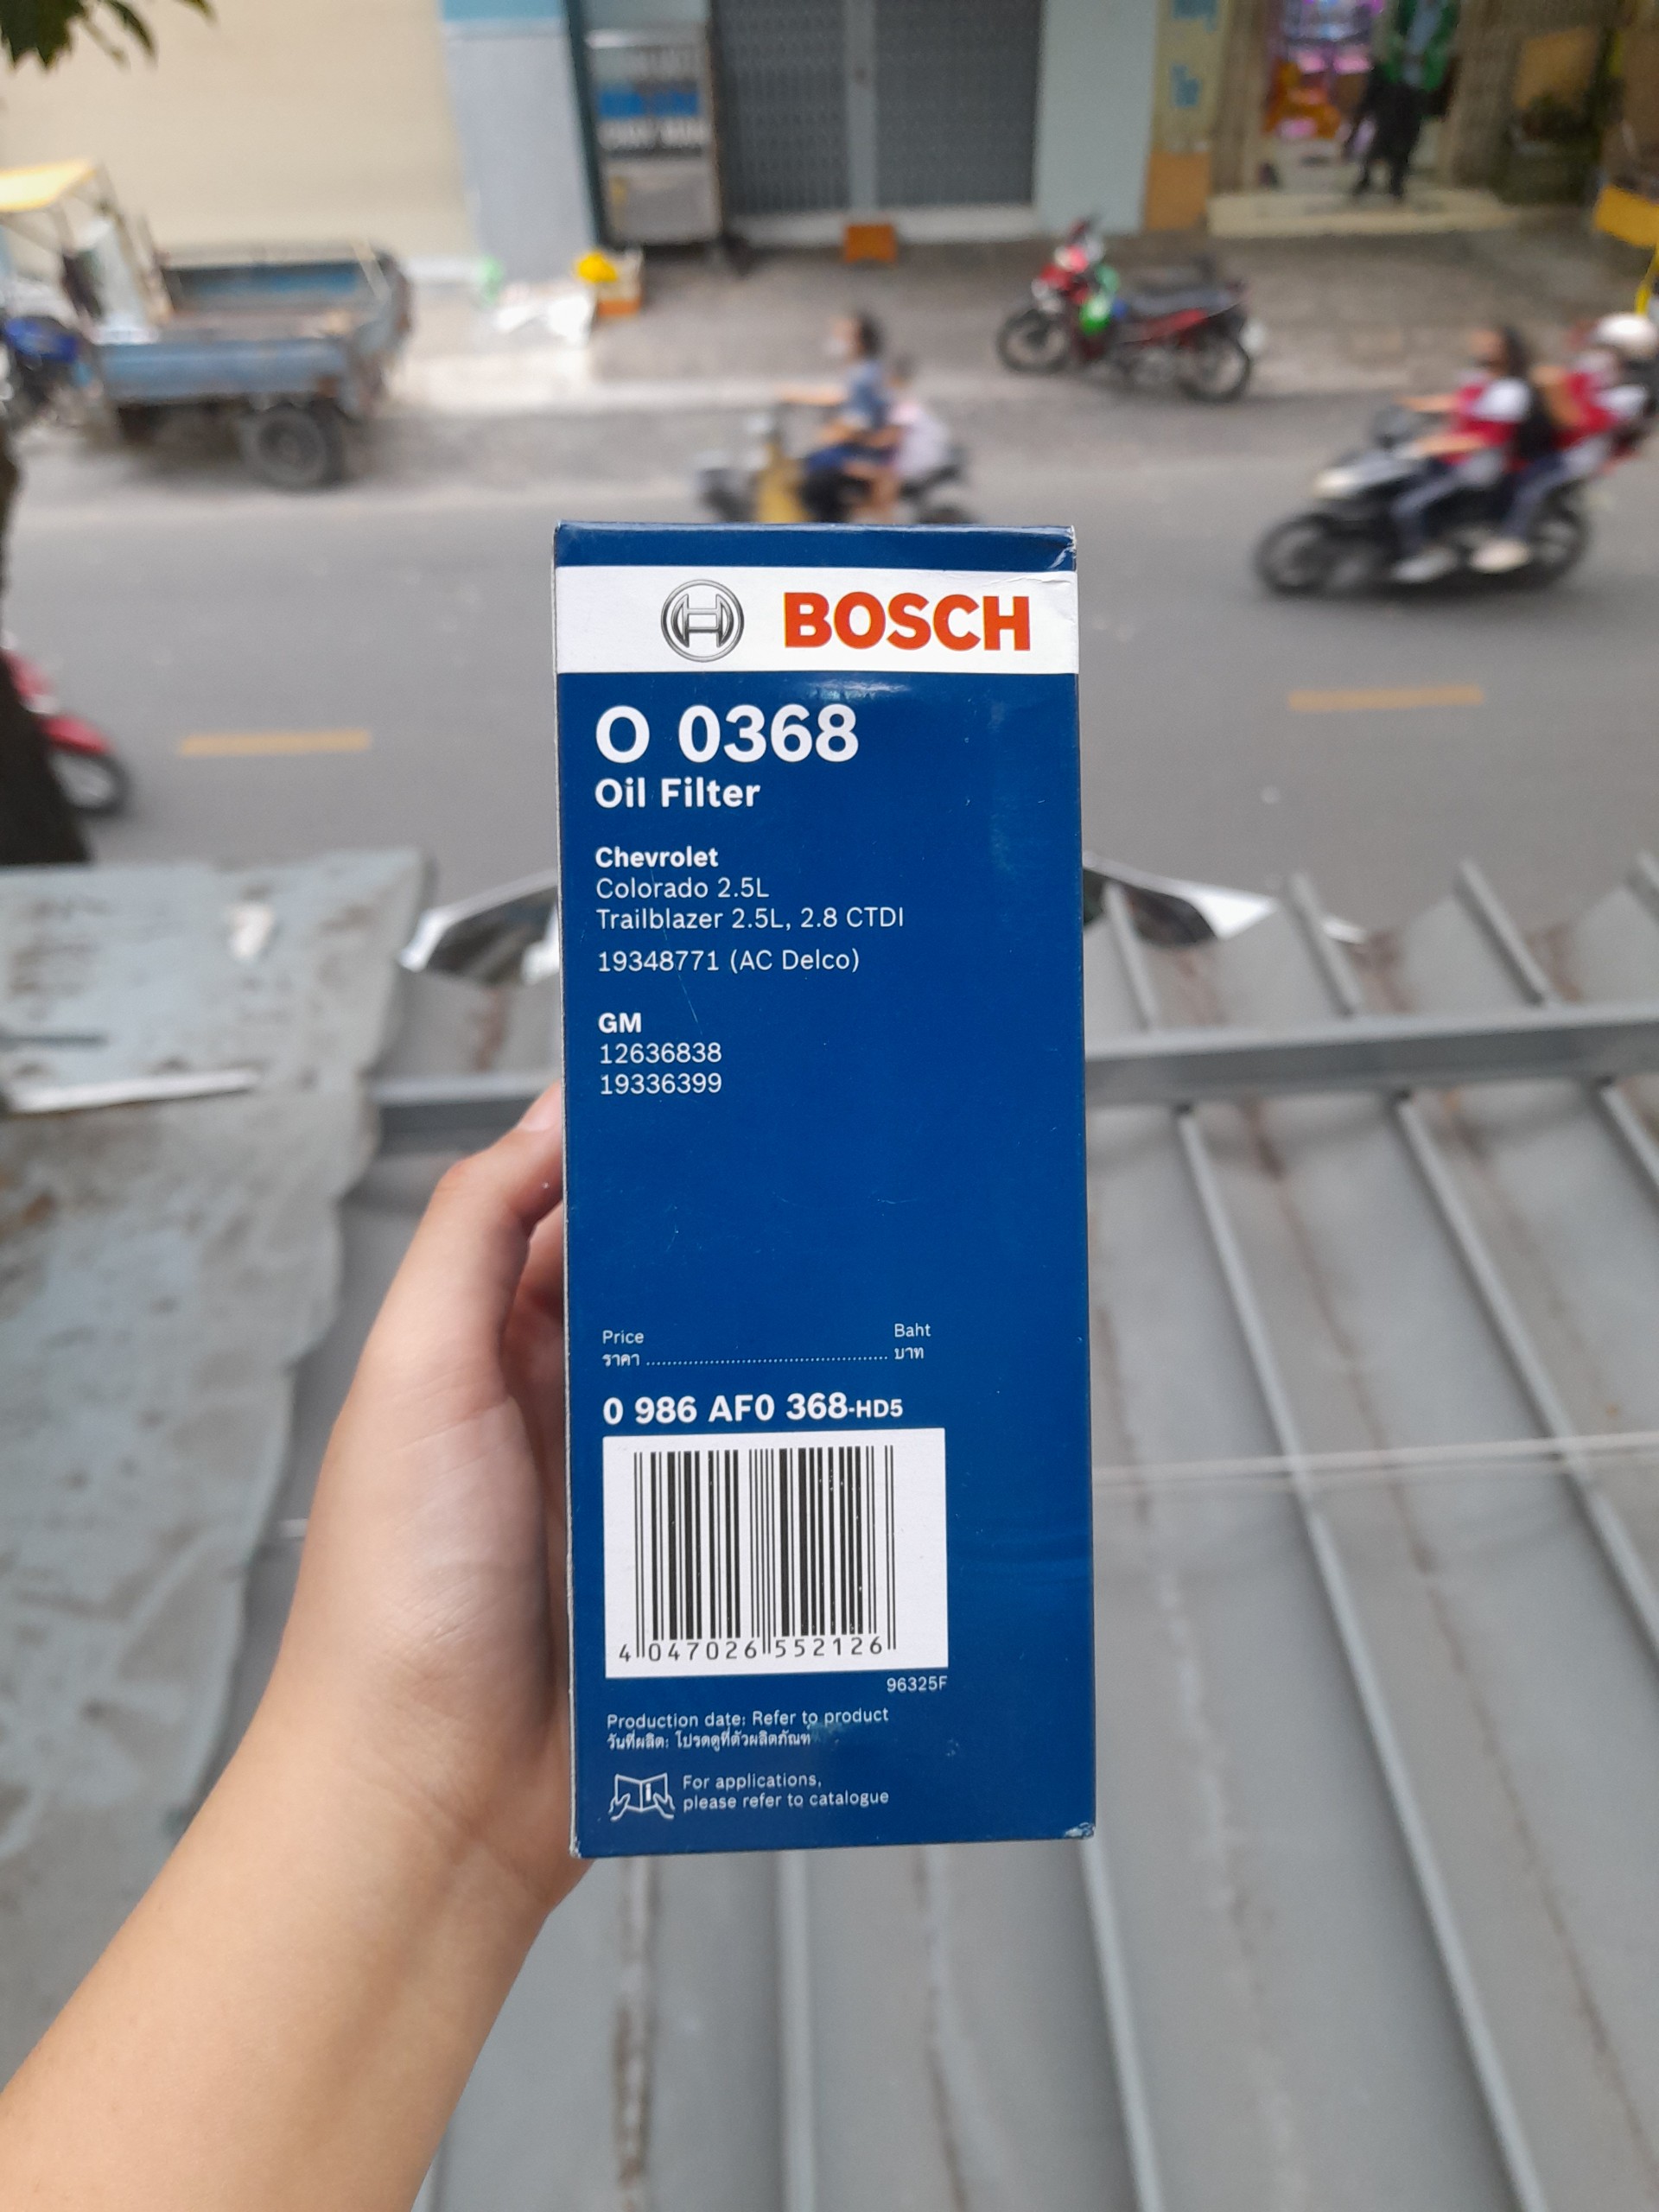 BOSCH
O 0368
Oil Filter
Chevrolet
Colorado 2.5L
Trailblazer 2.5L, 2.8 CTDI
19348771 (AC Delco)
GM
12636838
19336399
Price Baht
ราคา ............................................. บาท
0 986 AF0 368-HD5
4 047026 552126
96325F
Production date: Refer to product
วันที่ผลิต: โปรดดูที่ตัวผลิตภัณฑ์
For applications,
please refer to catalogue